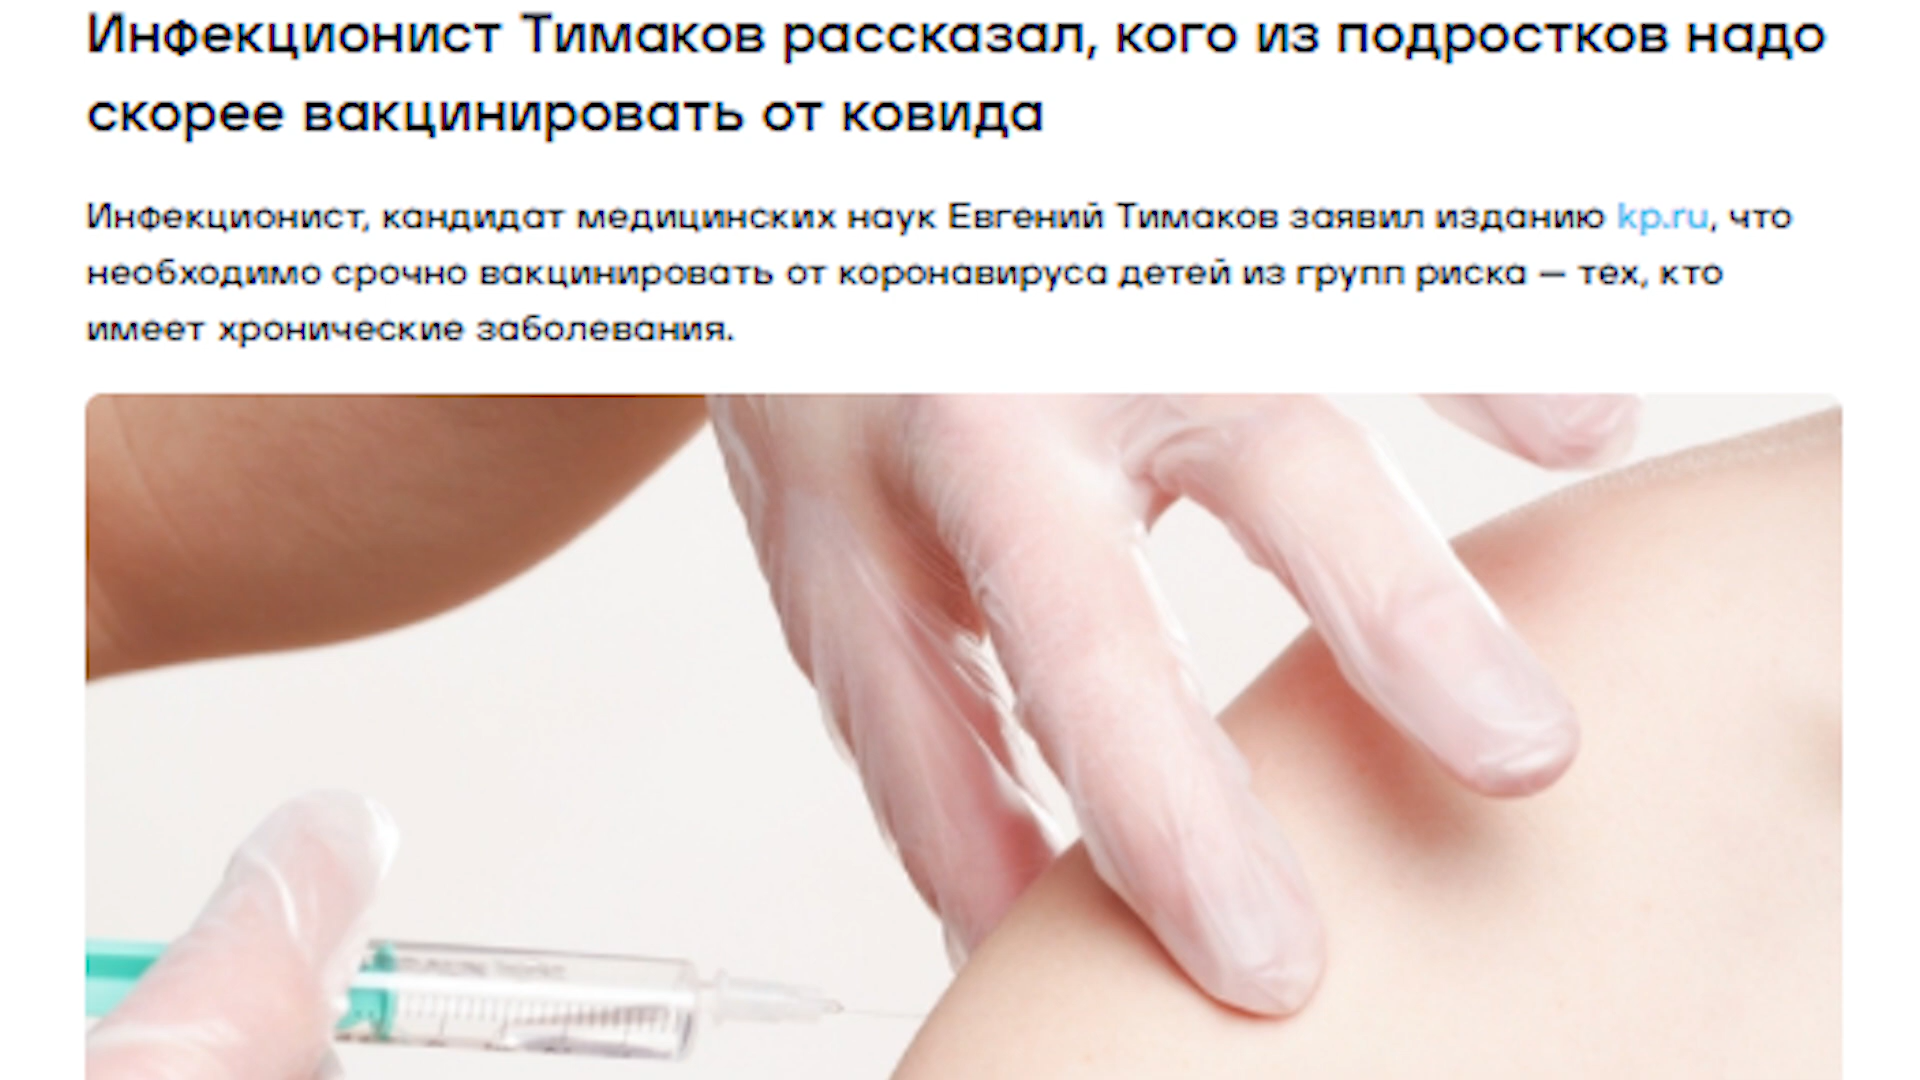 Инфекционист Тимаков рассказал, кого из подростков надо
скорее вакцинировать от ковида
Инфекционист, кандидат медицинских наук Евгений Тимаков заявил изданию kp.ru, что
необходимо срочно вакцинировать от коронавируса детей из групп риска — тех, кто
имеет хронические заболевания.